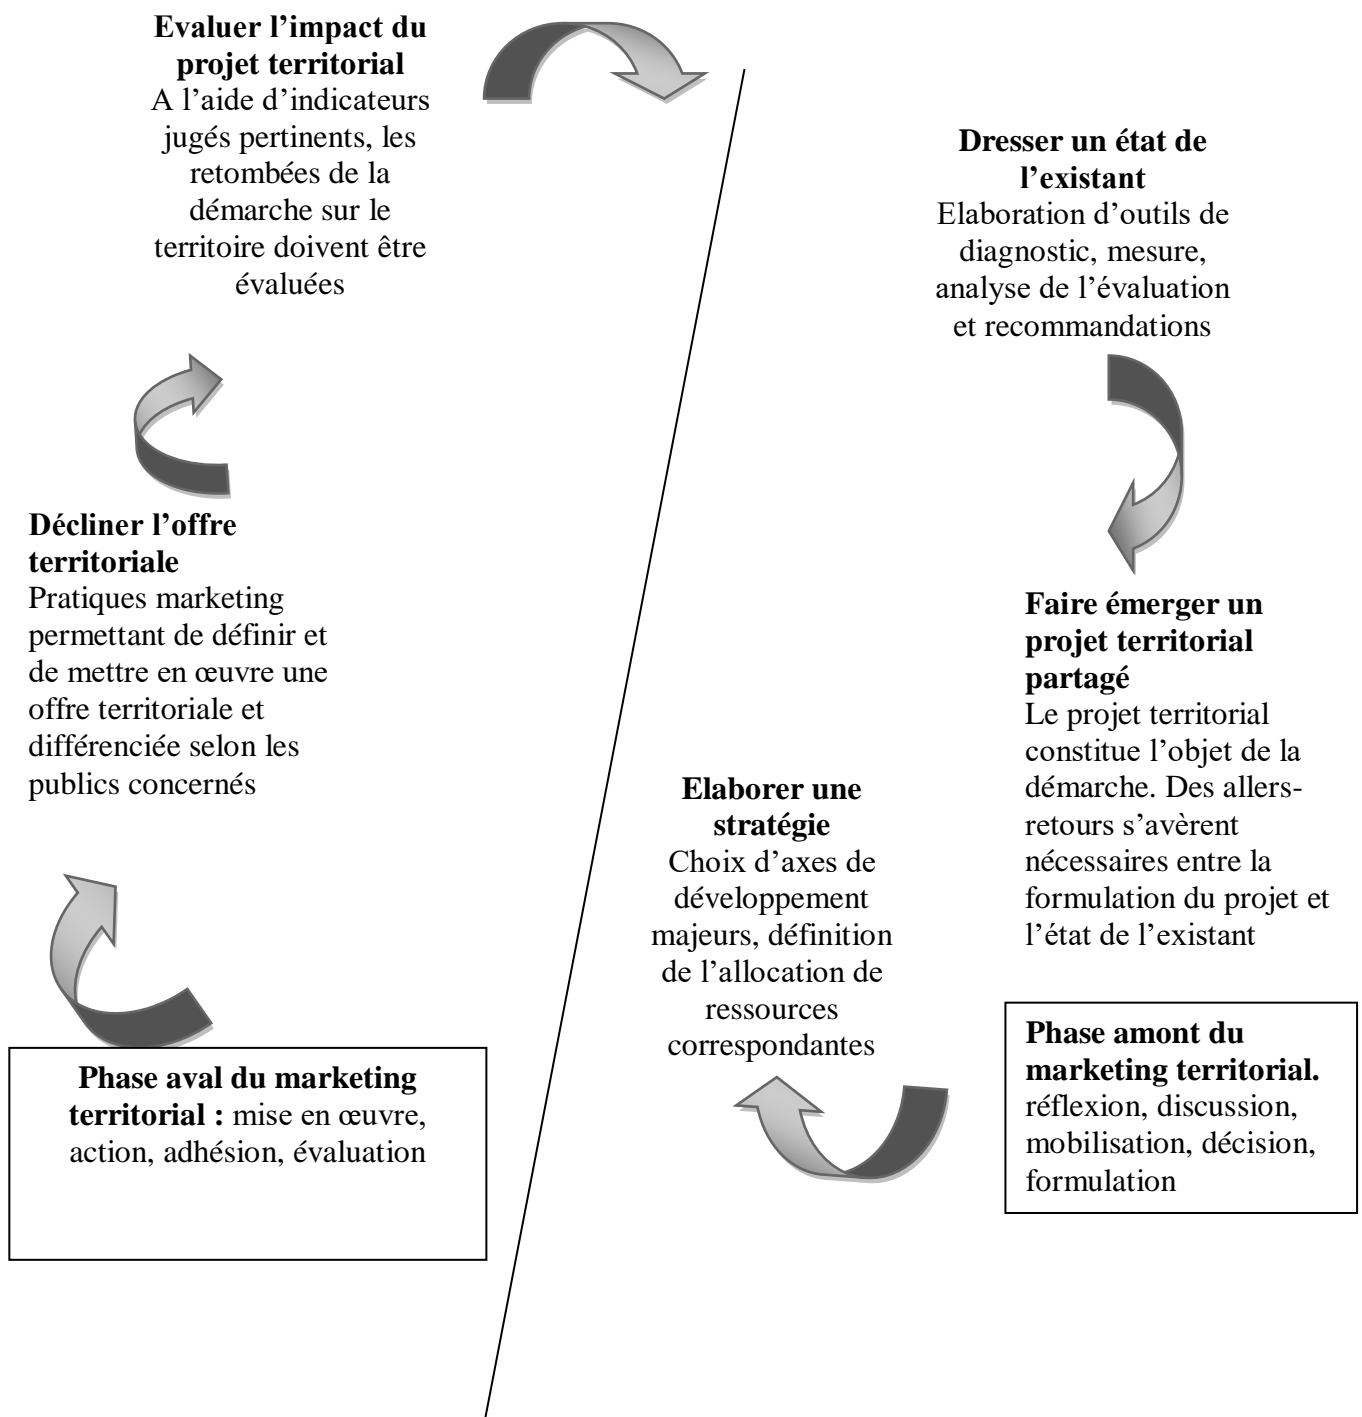 Evaluer l’impact du
projet territorial
A l’aide d’indicateurs
jugés pertinents, les
retombées de la
démarche sur le
territoire doivent être
évaluées
Dresser un état de
l’existant
Elaboration d’outils de
diagnostic, mesure,
analyse de l’évaluation
et recommandations
Décliner l’offre
territoriale
Pratiques marketing
permettant de définir et
de mettre en œuvre une
offre territoriale et
différenciée selon les
publics concernés
Faire émerger un
projet territorial
partagé
Le projet territorial
constitue l’objet de la
démarche. Des allers-
retours s’avèrent
nécessaires entre la
formulation du projet et
l’état de l’existant
Elaborer une
stratégie
Choix d’axes de
développement
majeurs, définition
de l’allocation de
ressources
correspondantes
Phase amont du
marketing territorial.
réflexion, discussion,
mobilisation, décision,
formulation
Phase aval du marketing
territorial : mise en œuvre,
action, adhésion, évaluation